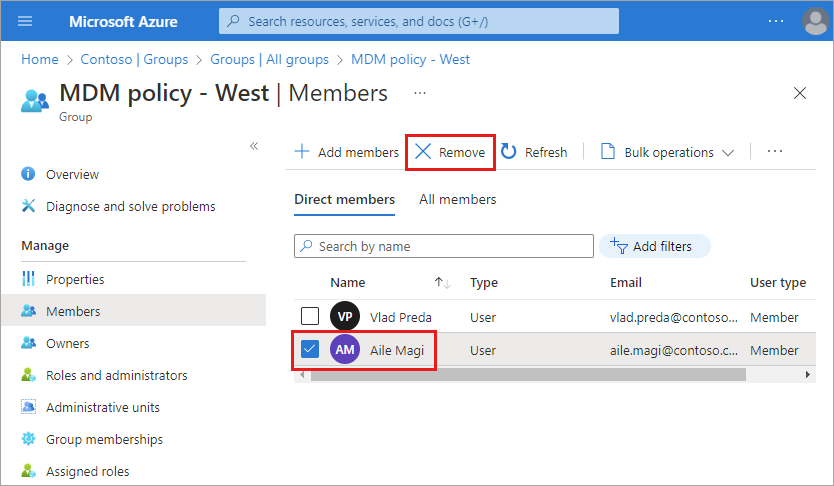 Microsoft Azure
Search resources, services, and docs (G+/)
...
Home > Contoso | Groups > Groups | All groups > MDM policy - West
MDM policy - West | Members ...
Group
«
+ Add members
Remove
Refresh
Bulk operations
...
Overview
Diagnose and solve problems
Manage
Properties
Members
Owners
Roles and administrators
Administrative units
Group memberships
Assigned roles
Direct members All members
Search by name
Add filters
Name Type Email User type
VP Vlad Preda User vlad.preda@contoso... Member
AM Aile Magi User aile.magi@contoso.c... Member